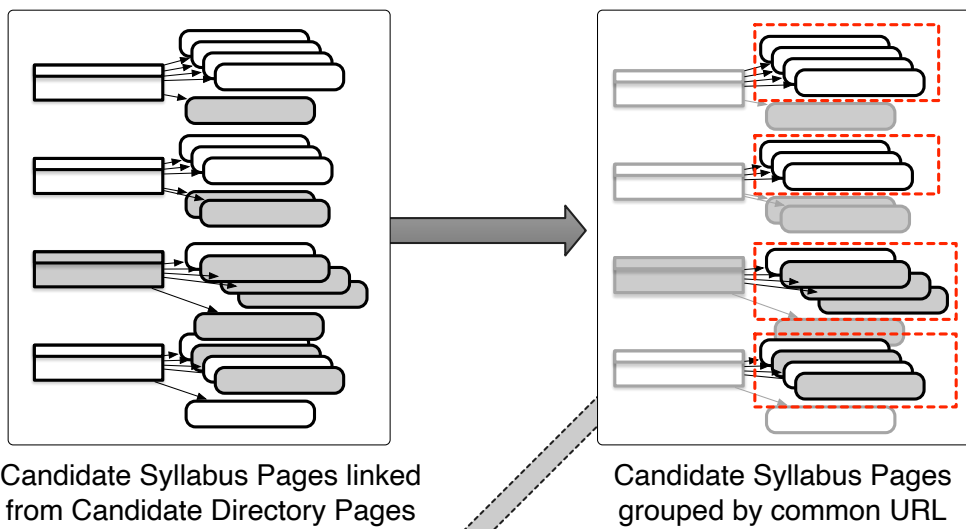 Candidate Syllabus Pages linked
from Candidate Directory Pages
Candidate Syllabus Pages
grouped by common URL